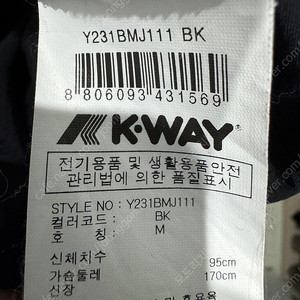 Y231BMJ111 BK
8 806093 431569
K·WAY
전기용품 및 생활용품안전
관리법에 의한 품질표시
STYLE NO : Y231BMJ111
컬러코드 : BK
호 칭 : M
신체치수
가슴둘레 95cm
신장 170cm